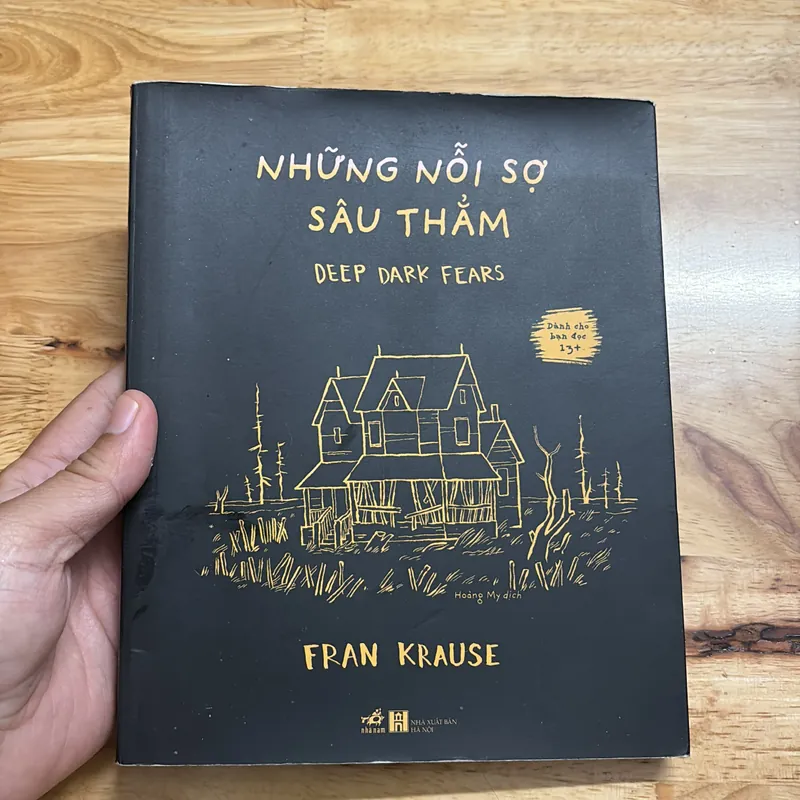 NHỮNG NỖI SỢ
SÂU THẲM
DEEP DARK FEARS
Dành cho
bạn đọc
13+
Hoàng My dịch
FRAN KRAUSE
nhã nam
NHÀ XUẤT BẢN
HÀ NỘI